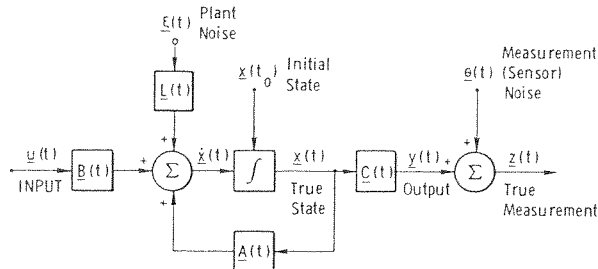 ξ(t) Plant
Noise
L(t)
x(t₀) Initial
State
Measurement
(Sensor)
θ(t) Noise
u(t)
INPUT
B(t)
+
+
+
Σ
ẋ(t)
∫
x(t)
True
State
C(t)
y(t)
Output
+
+
Σ
z(t)
True
Measurement
A(t)